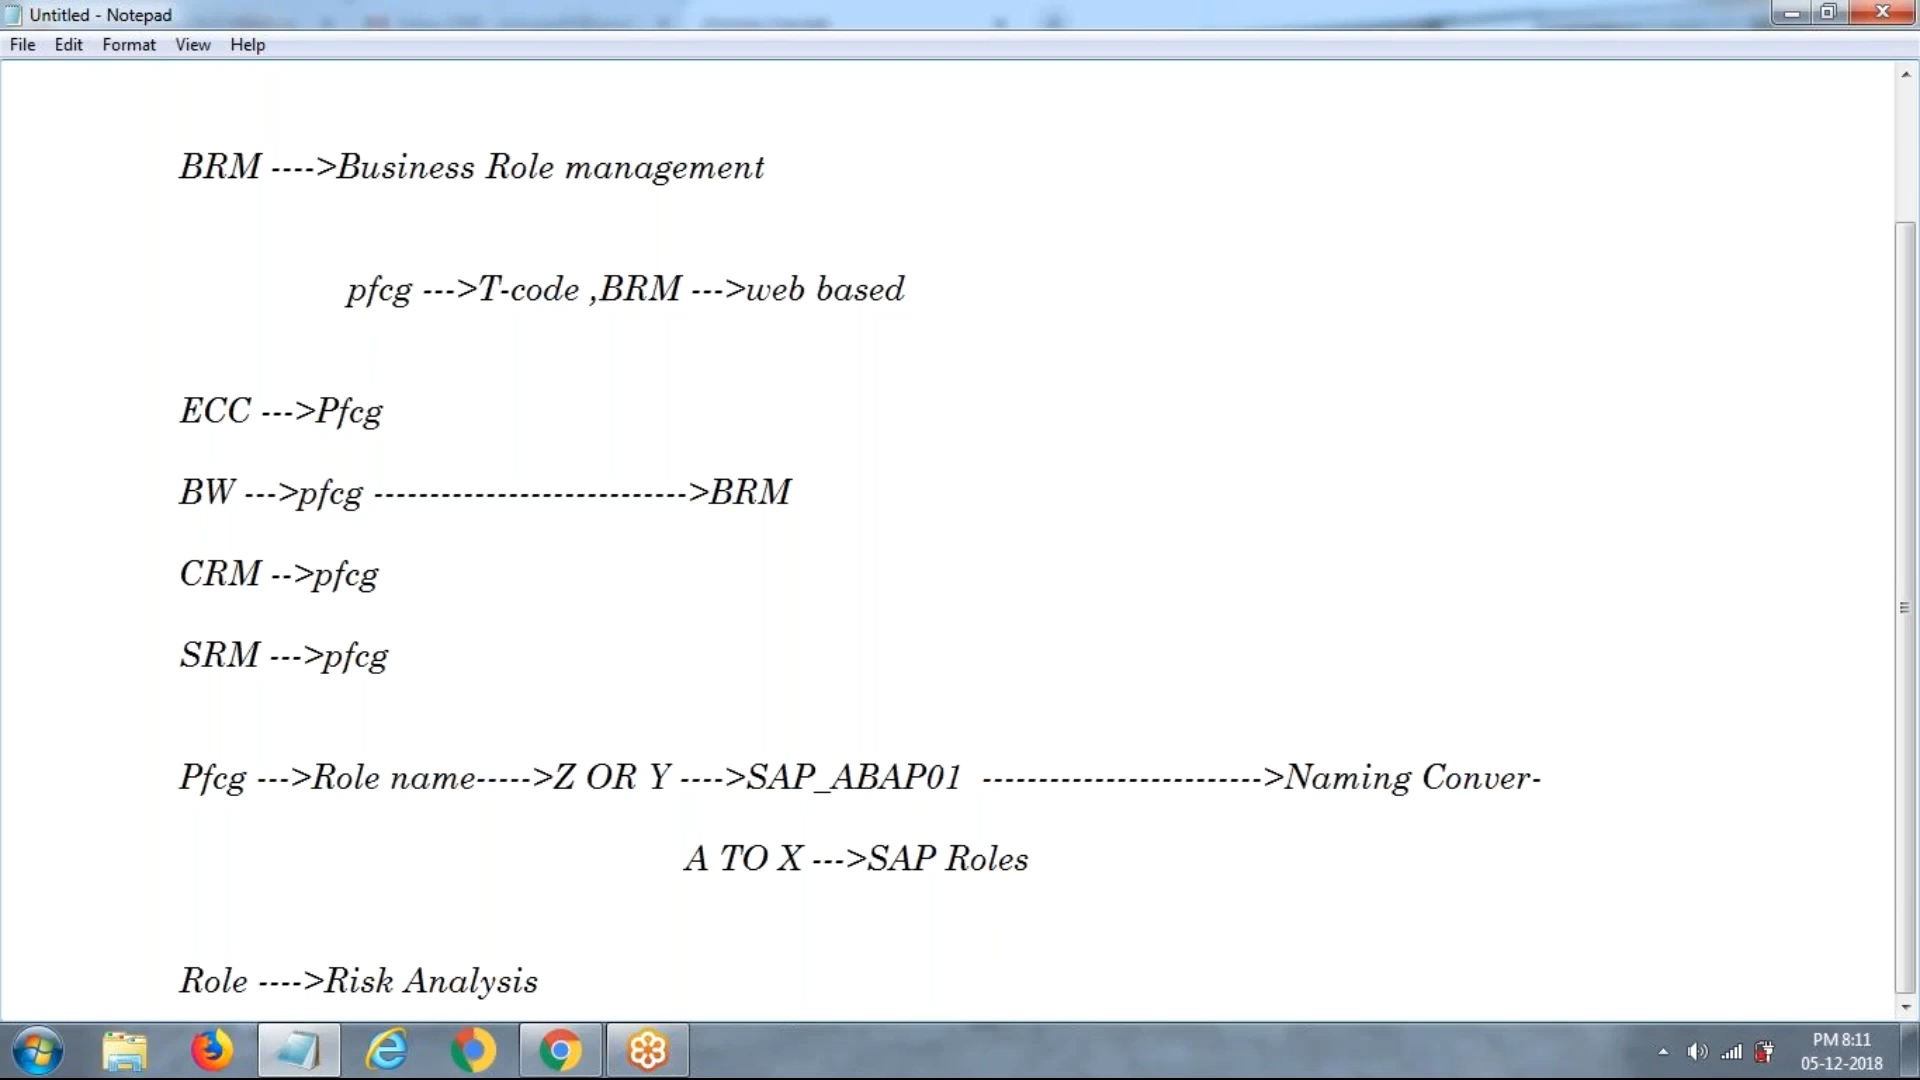 Untitled - Notepad
File Edit Format View Help
BRM ---->Business Role management
pfcg --->T-code ,BRM --->web based
ECC --->Pfcg
BW --->pfcg ---------------------------->BRM
CRM -->pfcg
SRM --->pfcg
Pfcg --->Role name----->Z OR Y ---->SAP_ABAP01 ------------------------->Naming Conver-
A TO X --->SAP Roles
Role ---->Risk Analysis
PM 8:11
05-12-2018